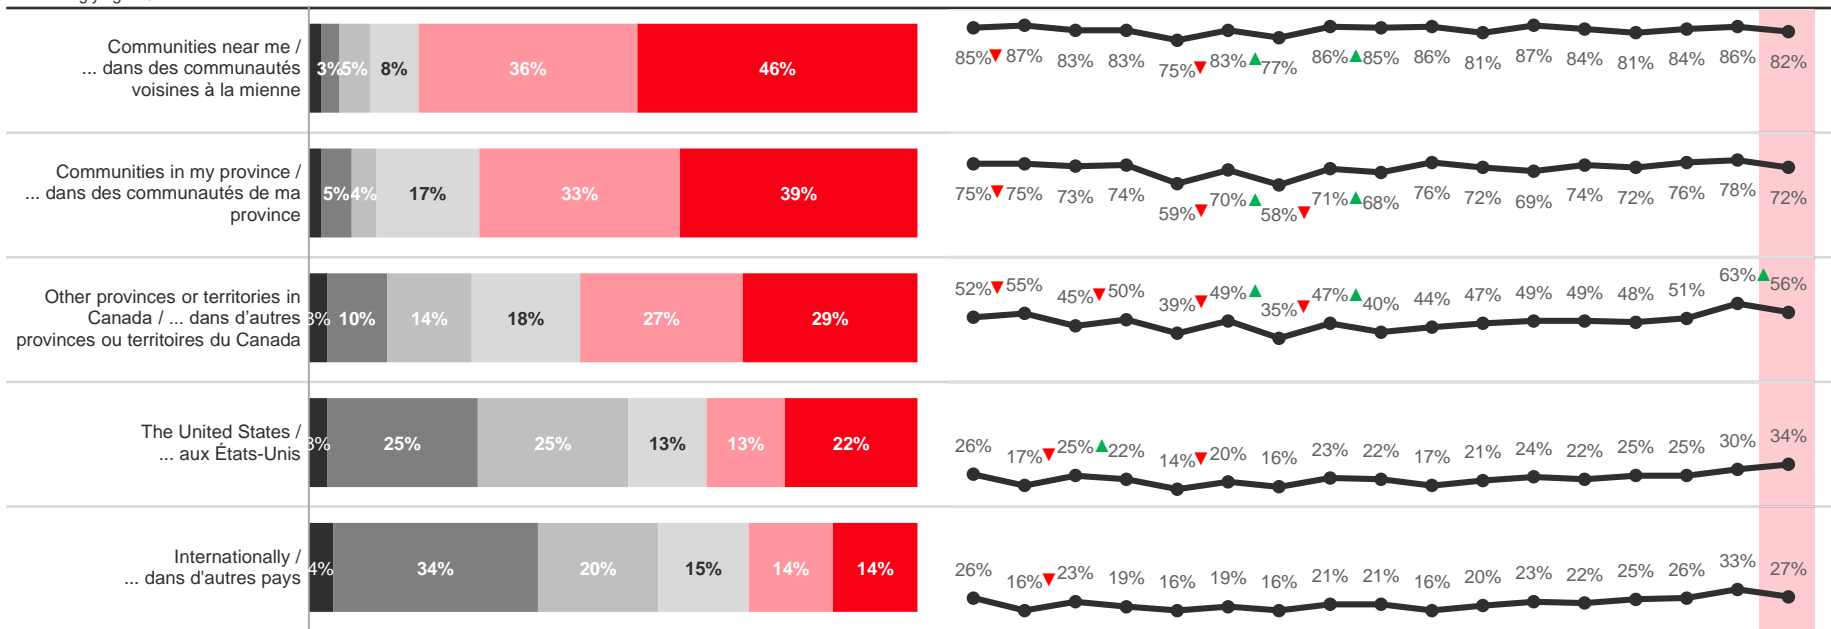 Communities near me /
... dans des communautés
voisines à la mienne
3% 5% 8% 36% 46%
85% 87% 83% 83% 75% 83% 77% 86% 85% 86% 81% 87% 84% 81% 84% 86% 82%
Communities in my province /
... dans des communautés de ma
province
5% 4% 17% 33% 39%
75% 75% 73% 74% 59% 70% 58% 71% 68% 76% 72% 69% 74% 72% 76% 78% 72%
Other provinces or territories in
Canada / ... dans d'autres
provinces ou territoires du Canada
3% 10% 14% 18% 27% 29%
52% 55% 45% 50% 39% 49% 35% 47% 40% 44% 47% 49% 49% 48% 51% 63% 56%
The United States /
... aux États-Unis
3% 25% 25% 13% 13% 22%
26% 17% 25% 22% 14% 20% 16% 23% 22% 17% 21% 24% 22% 25% 25% 30% 34%
Internationally /
... dans d'autres pays
4% 34% 20% 15% 14% 14%
26% 16% 23% 19% 16% 19% 16% 21% 21% 16% 20% 23% 22% 25% 26% 33% 27%